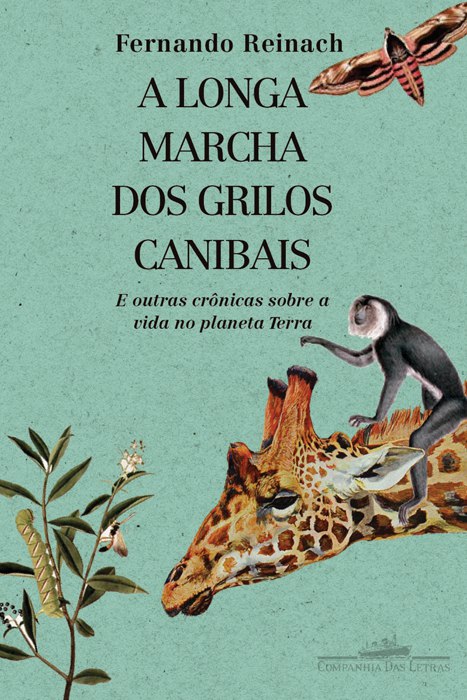 Fernando Reinach
A LONGA
MARCHA
DOS GRILOS
CANIBAIS
E outras crônicas sobre a
vida no planeta Terra
COMPANHIA DAS LETRAS